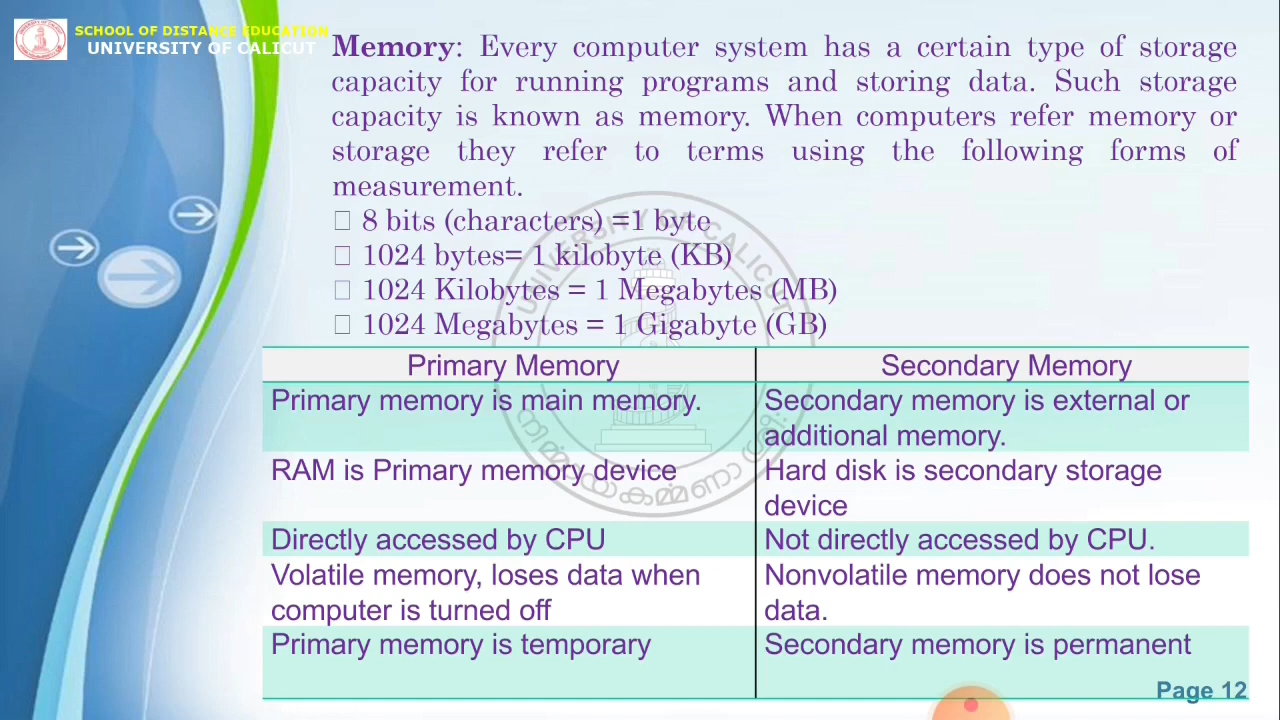 SCHOOL OF DISTANCE EDUCATION
UNIVERSITY OF CALICUT
Memory: Every computer system has a certain type of storage
capacity for running programs and storing data. Such storage
capacity is known as memory. When computers refer memory or
storage they refer to terms using the following forms of
measurement.
8 bits (characters) =1 byte
1024 bytes= 1 kilobyte (KB)
1024 Kilobytes = 1 Megabytes (MB)
1024 Megabytes = 1 Gigabyte (GB)
UNIVERSITY OF CALICUT
Primary Memory
Secondary Memory
Primary memory is main memory.
Secondary memory is external or
additional memory.
RAM is Primary memory device
Hard disk is secondary storage
device
Directly accessed by CPU
Not directly accessed by CPU.
Volatile memory, loses data when
computer is turned off
Nonvolatile memory does not lose
data.
Primary memory is temporary
Secondary memory is permanent
Page 12